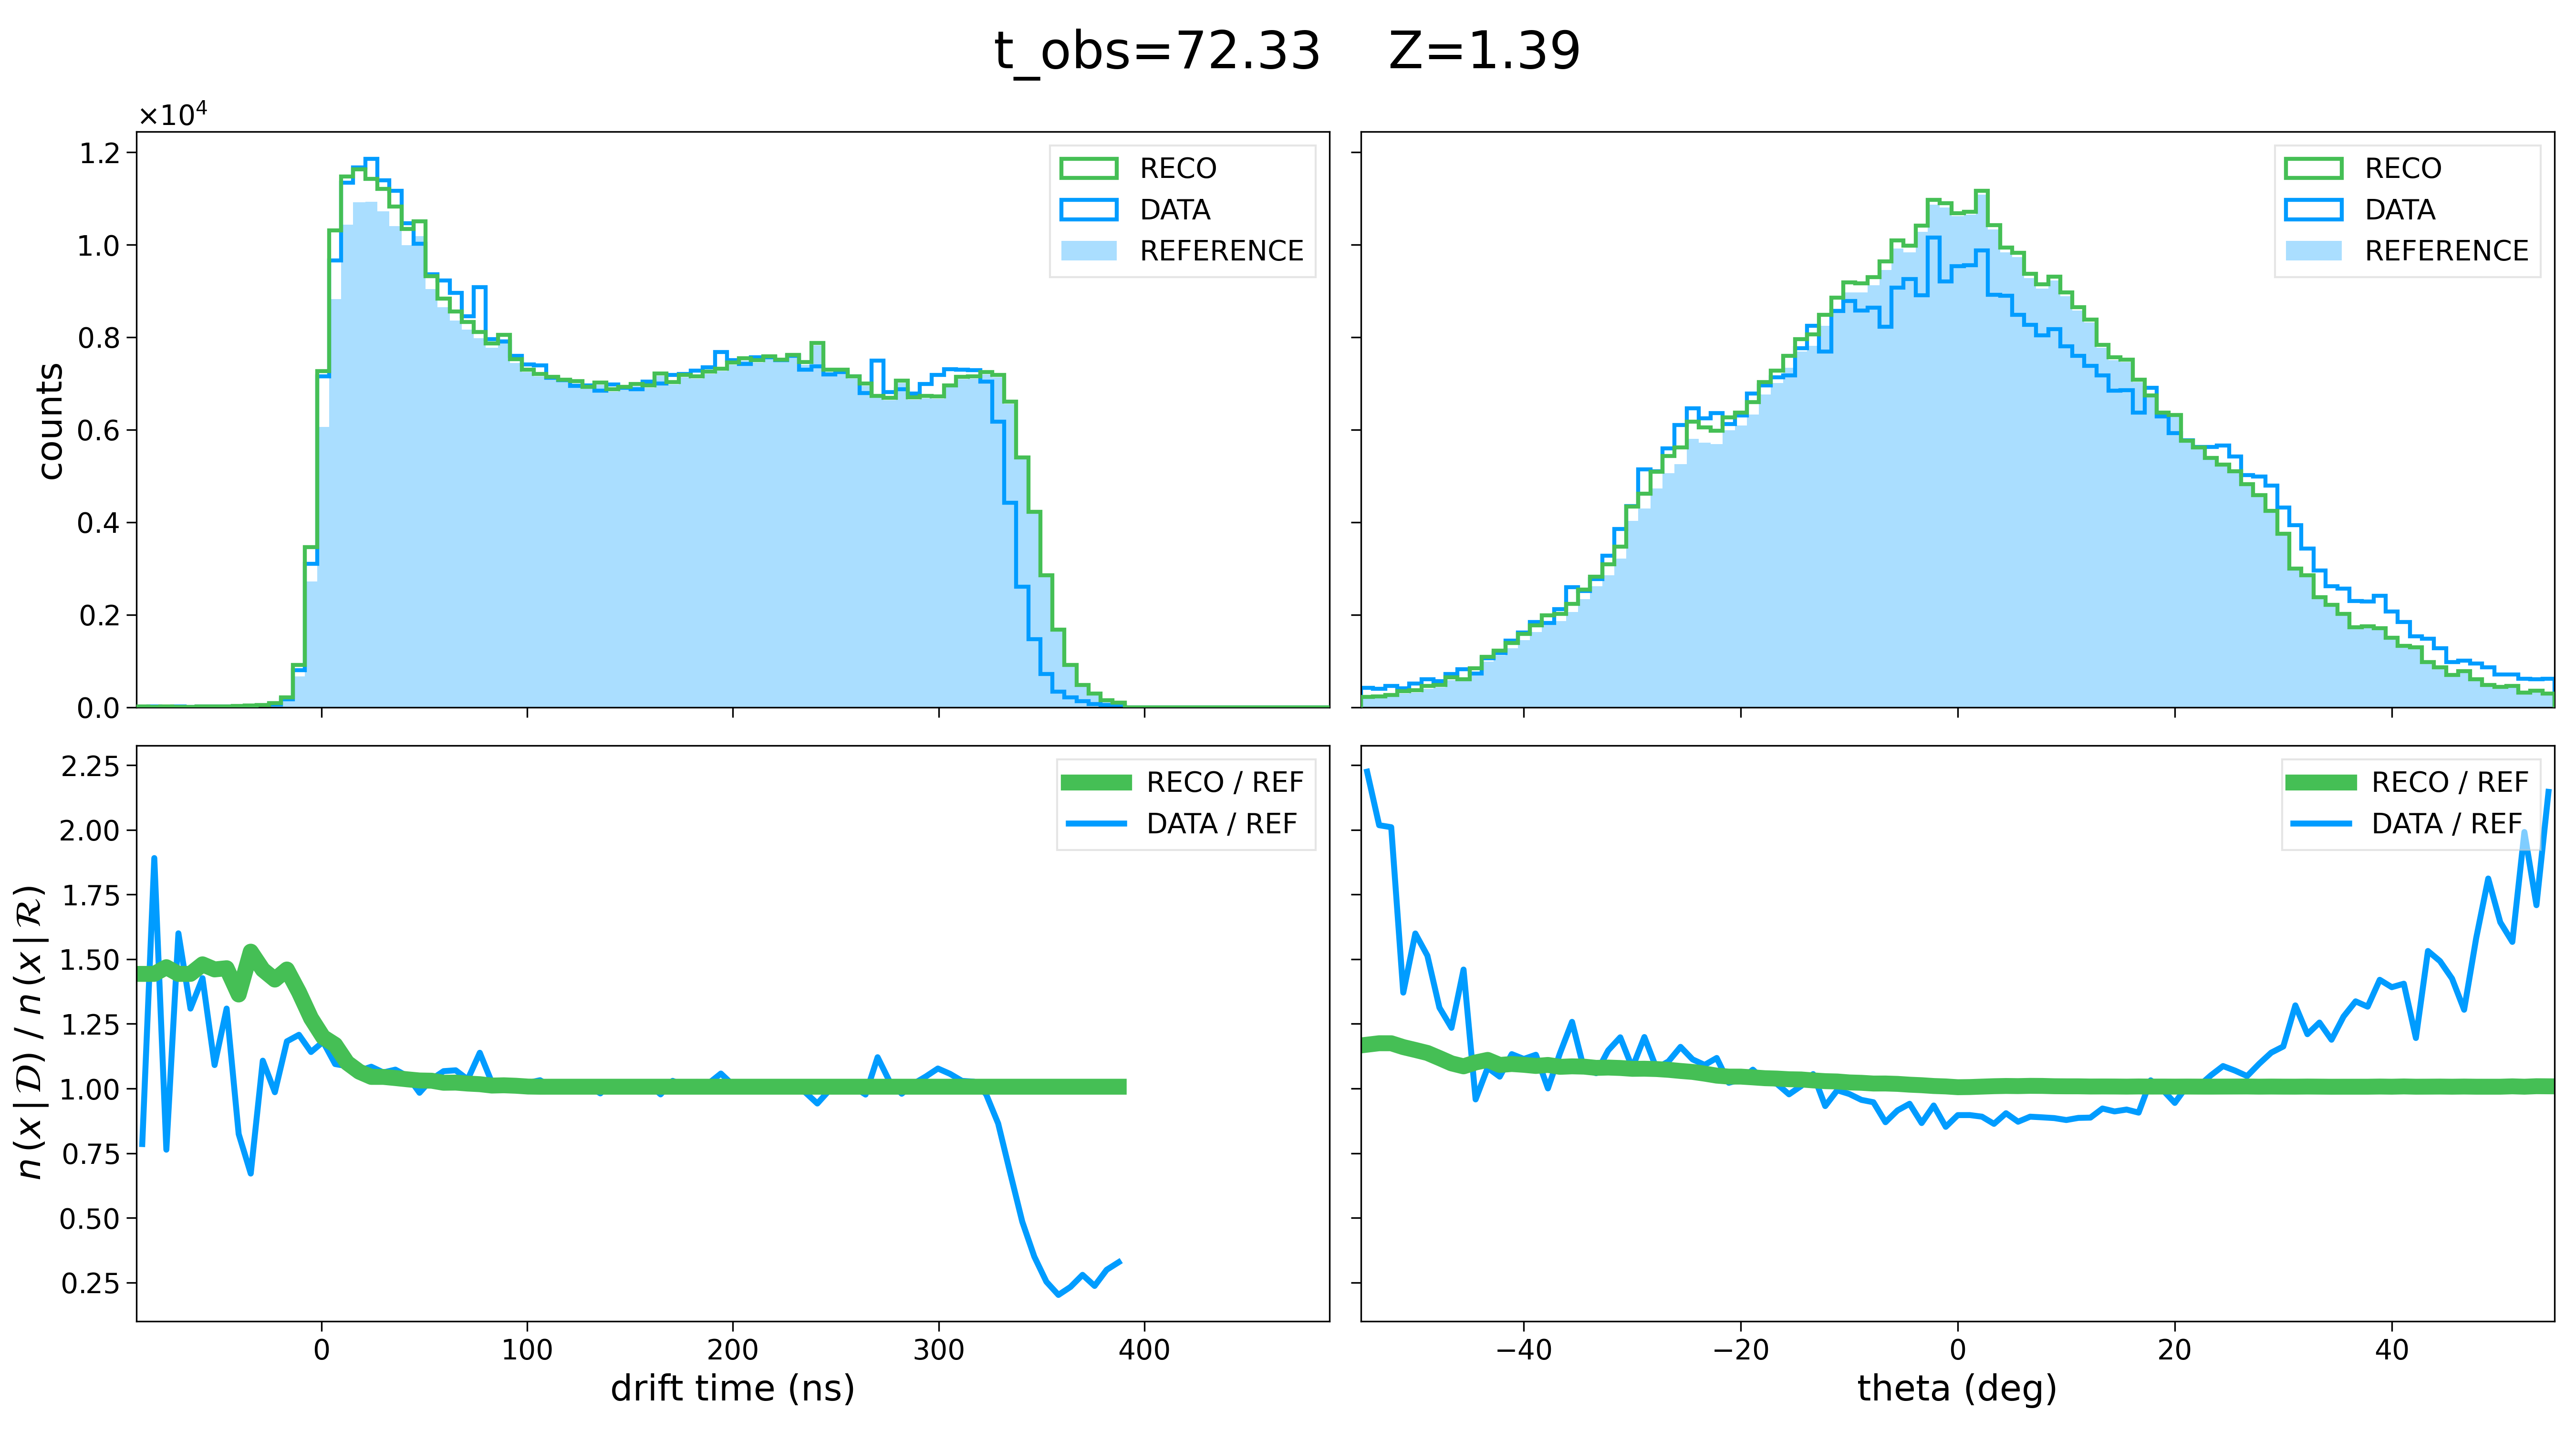 t_obs=72.33 Z=1.39
×10⁴
1.2
1.0
0.8
0.6
0.4
0.2
0.0
counts
RECO
DATA
REFERENCE
RECO
DATA
REFERENCE
2.25
2.00
1.75
1.50
1.25
1.00
0.75
0.50
0.25
n (x | 𝒟) / n (x | ℛ)
RECO / REF
DATA / REF
RECO / REF
DATA / REF
0 100 200 300 400
drift time (ns)
−40 −20 0 20 40
theta (deg)